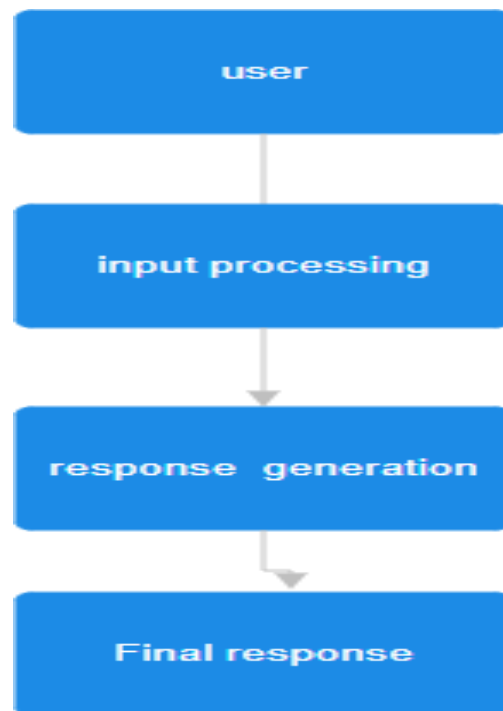 user
input processing
response generation
Final response